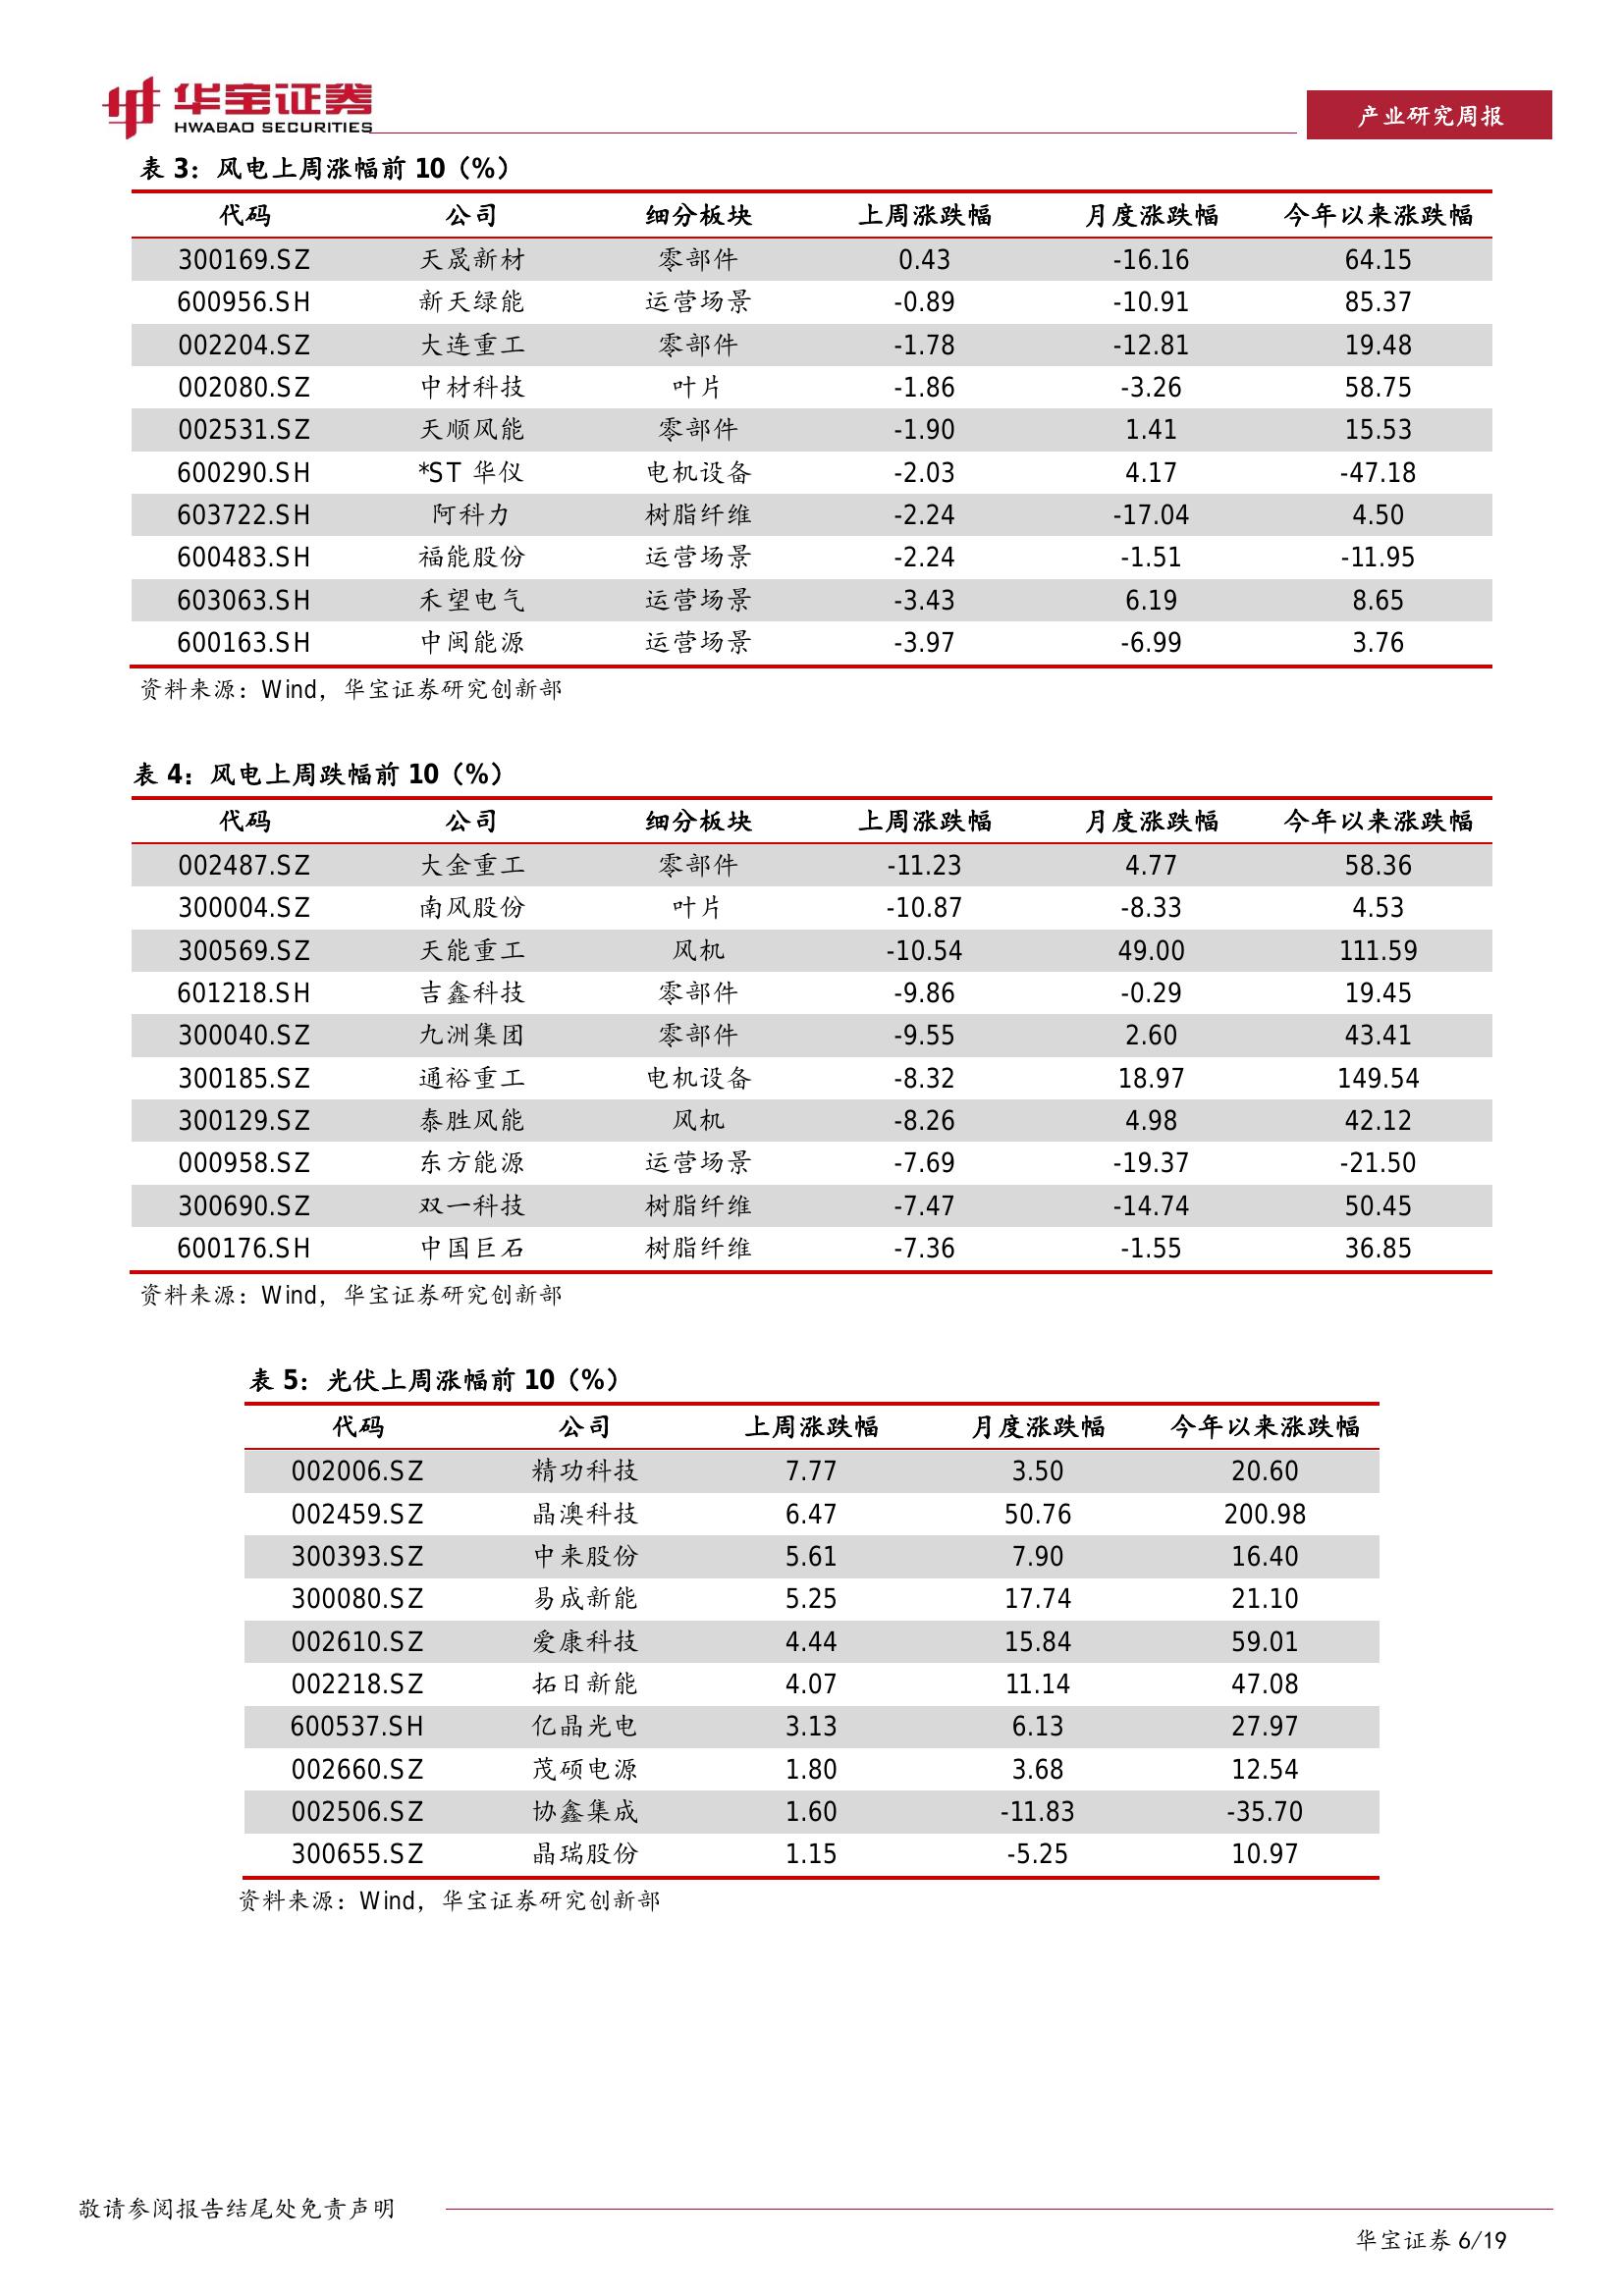 华宝证券
HWABAO SECURITIES
产业研究周报
表 3：风电上周涨幅前 10（%）
代码 公司 细分板块 上周涨跌幅 月度涨跌幅 今年以来涨跌幅
300169.SZ 天晟新材 零部件 0.43 -16.16 64.15
600956.SH 新天绿能 运营场景 -0.89 -10.91 85.37
002204.SZ 大连重工 零部件 -1.78 -12.81 19.48
002080.SZ 中材科技 叶片 -1.86 -3.26 58.75
002531.SZ 天顺风能 零部件 -1.90 1.41 15.53
600290.SH *ST 华仪 电机设备 -2.03 4.17 -47.18
603722.SH 阿科力 树脂纤维 -2.24 -17.04 4.50
600483.SH 福能股份 运营场景 -2.24 -1.51 -11.95
603063.SH 禾望电气 运营场景 -3.43 6.19 8.65
600163.SH 中闽能源 运营场景 -3.97 -6.99 3.76
资料来源：Wind，华宝证券研究创新部
表 4：风电上周跌幅前 10（%）
代码 公司 细分板块 上周涨跌幅 月度涨跌幅 今年以来涨跌幅
002487.SZ 大金重工 零部件 -11.23 4.77 58.36
300004.SZ 南风股份 叶片 -10.87 -8.33 4.53
300569.SZ 天能重工 风机 -10.54 49.00 111.59
601218.SH 吉鑫科技 零部件 -9.86 -0.29 19.45
300040.SZ 九洲集团 零部件 -9.55 2.60 43.41
300185.SZ 通裕重工 电机设备 -8.32 18.97 149.54
300129.SZ 泰胜风能 风机 -8.26 4.98 42.12
000958.SZ 东方能源 运营场景 -7.69 -19.37 -21.50
300690.SZ 双一科技 树脂纤维 -7.47 -14.74 50.45
600176.SH 中国巨石 树脂纤维 -7.36 -1.55 36.85
资料来源：Wind，华宝证券研究创新部
表 5：光伏上周涨幅前 10（%）
代码 公司 上周涨跌幅 月度涨跌幅 今年以来涨跌幅
002006.SZ 精功科技 7.77 3.50 20.60
002459.SZ 晶澳科技 6.47 50.76 200.98
300393.SZ 中来股份 5.61 7.90 16.40
300080.SZ 易成新能 5.25 17.74 21.10
002610.SZ 爱康科技 4.44 15.84 59.01
002218.SZ 拓日新能 4.07 11.14 47.08
600537.SH 亿晶光电 3.13 6.13 27.97
002660.SZ 茂硕电源 1.80 3.68 12.54
002506.SZ 协鑫集成 1.60 -11.83 -35.70
300655.SZ 晶瑞股份 1.15 -5.25 10.97
资料来源：Wind，华宝证券研究创新部
敬请参阅报告结尾处免责声明
华宝证券 6/19